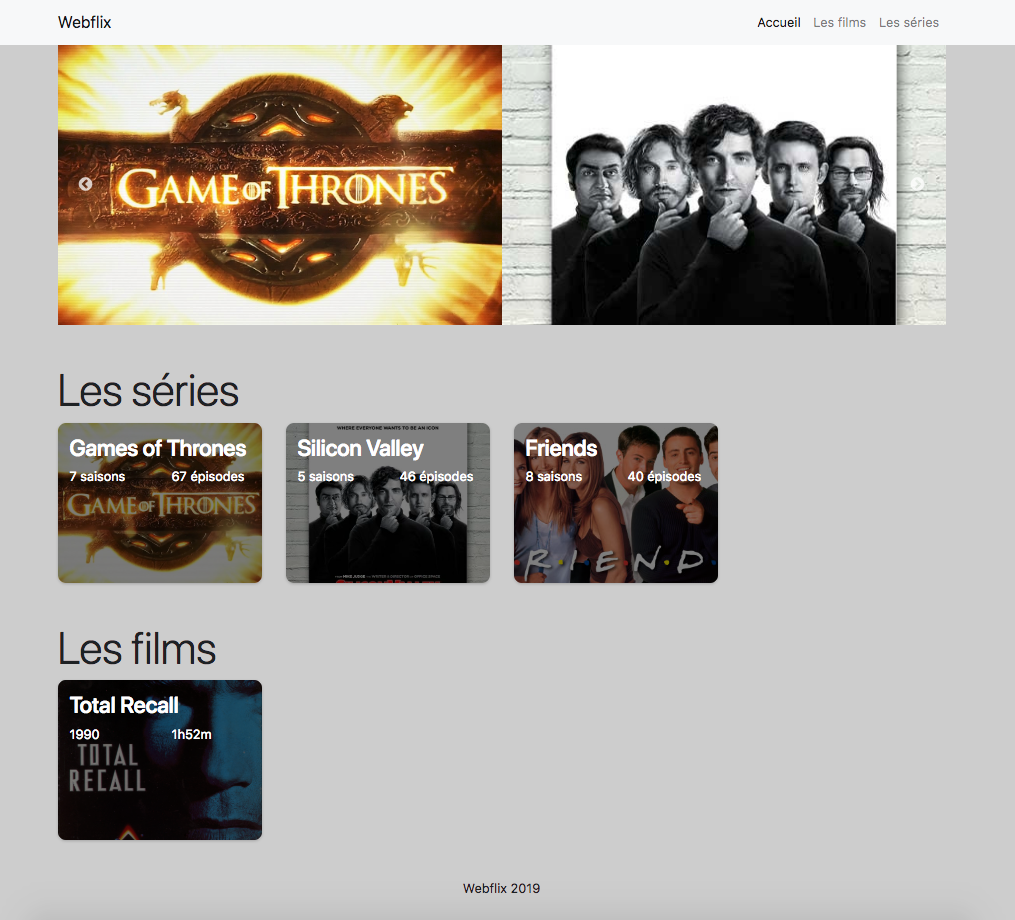 Webflix
Accueil Les films Les séries
GAME OF THRONES
Les séries
Games of Thrones
7 saisons 67 épisodes
GAME OF THRONES
WHERE EVERYONE WANTS TO BE AN ICON
Silicon Valley
5 saisons 46 épisodes
Friends
8 saisons 40 épisodes
R·I·E·N·D
Les films
Total Recall
1990 1h52m
TOTAL
RECALL
Webflix 2019